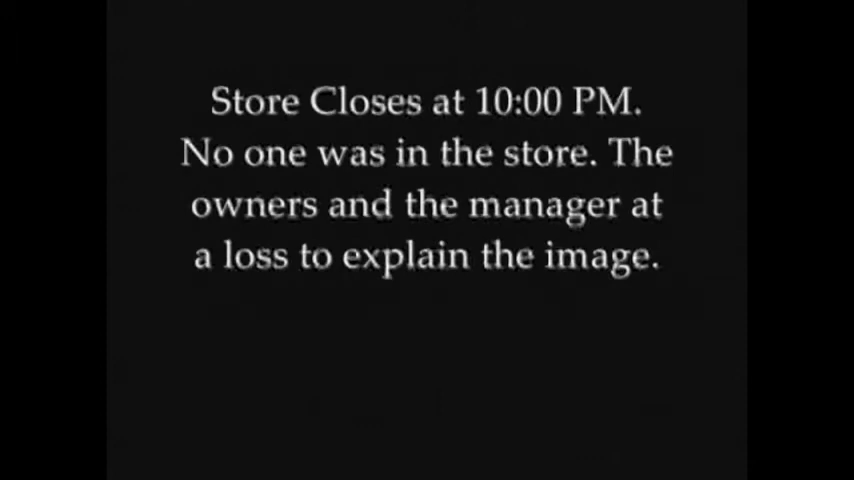 Store Closes at 10:00 PM.
No one was in the store. The
owners and the manager at
a loss to explain the image.